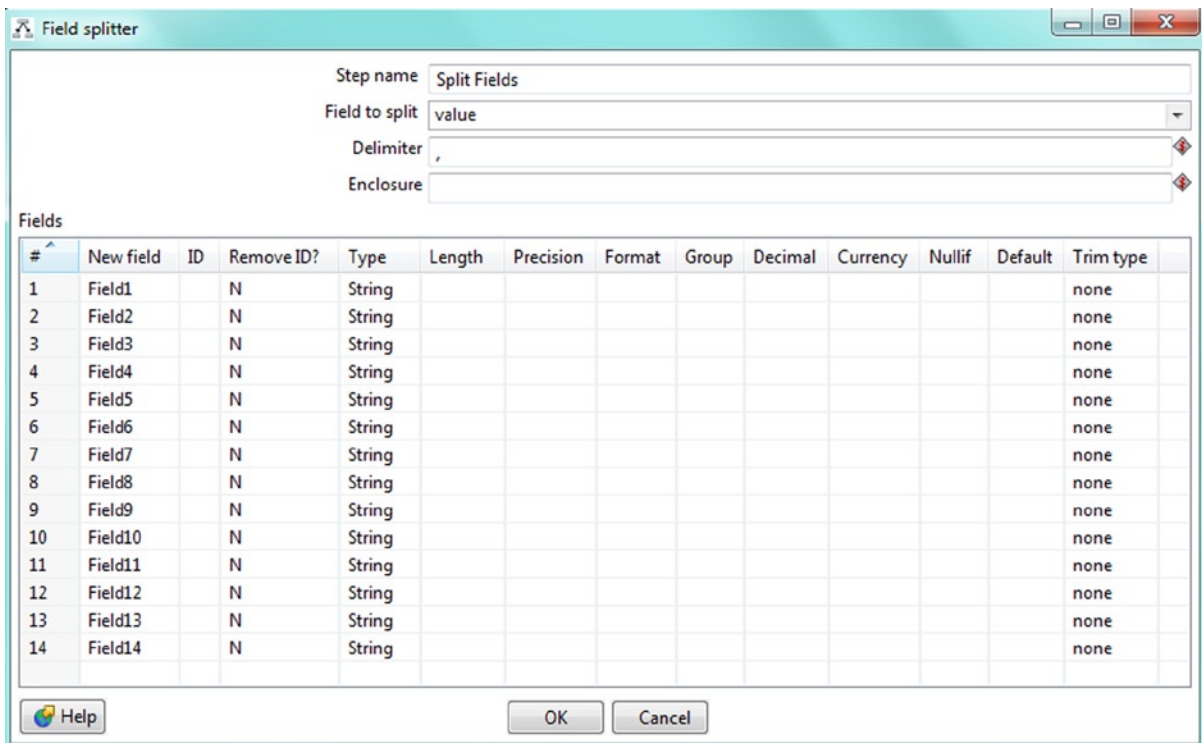 Field splitter
Step name Split Fields
Field to split value
Delimiter ,
Enclosure
Fields
# New field ID Remove ID? Type Length Precision Format Group Decimal Currency Nullif Default Trim type
1 Field1 N String none
2 Field2 N String none
3 Field3 N String none
4 Field4 N String none
5 Field5 N String none
6 Field6 N String none
7 Field7 N String none
8 Field8 N String none
9 Field9 N String none
10 Field10 N String none
11 Field11 N String none
12 Field12 N String none
13 Field13 N String none
14 Field14 N String none
Help OK Cancel